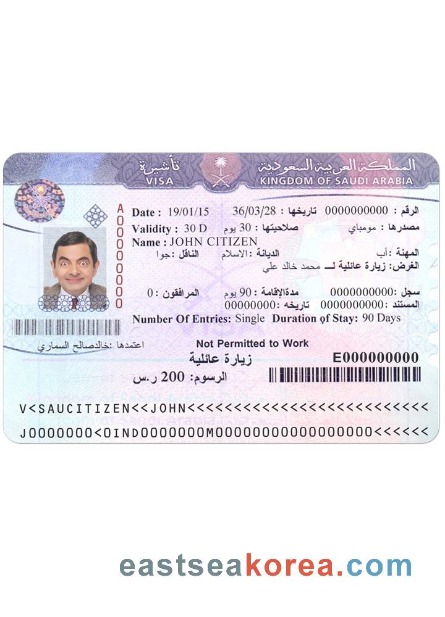 تأشيرة المملكة العربية السعودية
VISA KINGDOM OF SAUDI ARABIA
A0000000
Date : 19/01/15 الرقم : 0000000000 تاريخها : 36/03/28
Validity : 30 D مصدرها : مومباي صلاحيتها : 30 يوم
Name : JOHN CITIZEN
المهنة: أب الديانة: الاسلام الناقل: جوا
الغرض: زيارة عائلية لـ محمد خالد علي
سجل: 0000000000 مدةالإقامة: 90 يوم المرافقون : 0
المستند: 0000000000 تاريخه: 00000000
Number Of Entries: Single Duration of Stay: 90 Days
اعتمدها :خالدصالح السماري
Not Permitted to Work
زيارة عائلية E000000000
الرسوم: 200 ر.س
V<SAUCITIZEN<<JOHN<<<<<<<<<<<<<<<<<<<<<<<<<<
J0000000<0IND0000000M0000000000000000000<<<<
eastseakorea.com